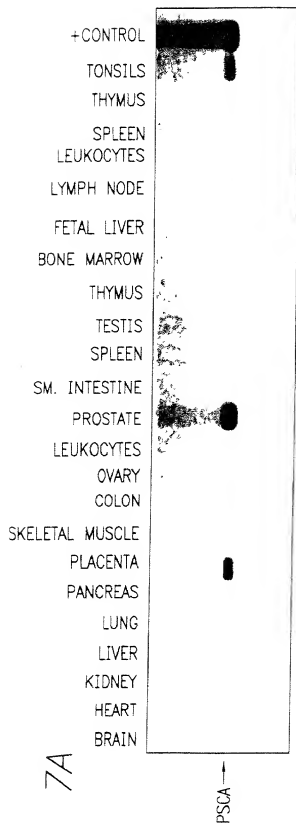 +CONTROL
TONSILS
THYMUS
SPLEEN
LEUKOCYTES
LYMPH NODE
FETAL LIVER
BONE MARROW
THYMUS
TESTIS
SPLEEN
SM. INTESTINE
PROSTATE
LEUKOCYTES
OVARY
COLON
SKELETAL MUSCLE
PLACENTA
PANCREAS
LUNG
LIVER
KIDNEY
HEART
BRAIN
7A
PSCA→